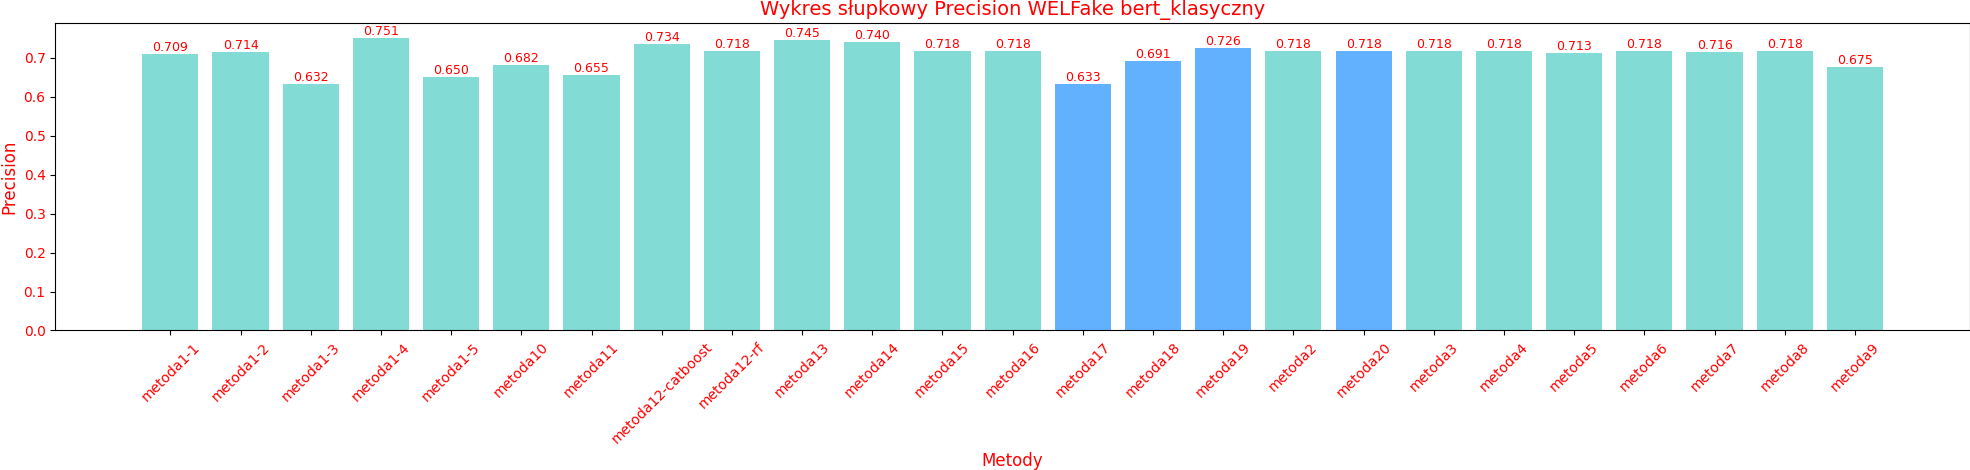 Wykres słupkowy Precision WELFake bert_klasyczny
Precision
0.7
0.6
0.5
0.4
0.3
0.2
0.1
0.0
0.709
0.714
0.632
0.751
0.650
0.682
0.655
0.734
0.718
0.745
0.740
0.718
0.718
0.633
0.691
0.726
0.718
0.718
0.718
0.718
0.713
0.718
0.716
0.718
0.675
metoda1-1
metoda1-2
metoda1-3
metoda1-4
metoda1-5
metoda10
metoda11
metoda12-catboost
metoda12-rf
metoda13
metoda14
metoda15
metoda16
metoda17
metoda18
metoda19
metoda2
metoda20
metoda3
metoda4
metoda5
metoda6
metoda7
metoda8
metoda9
Metody